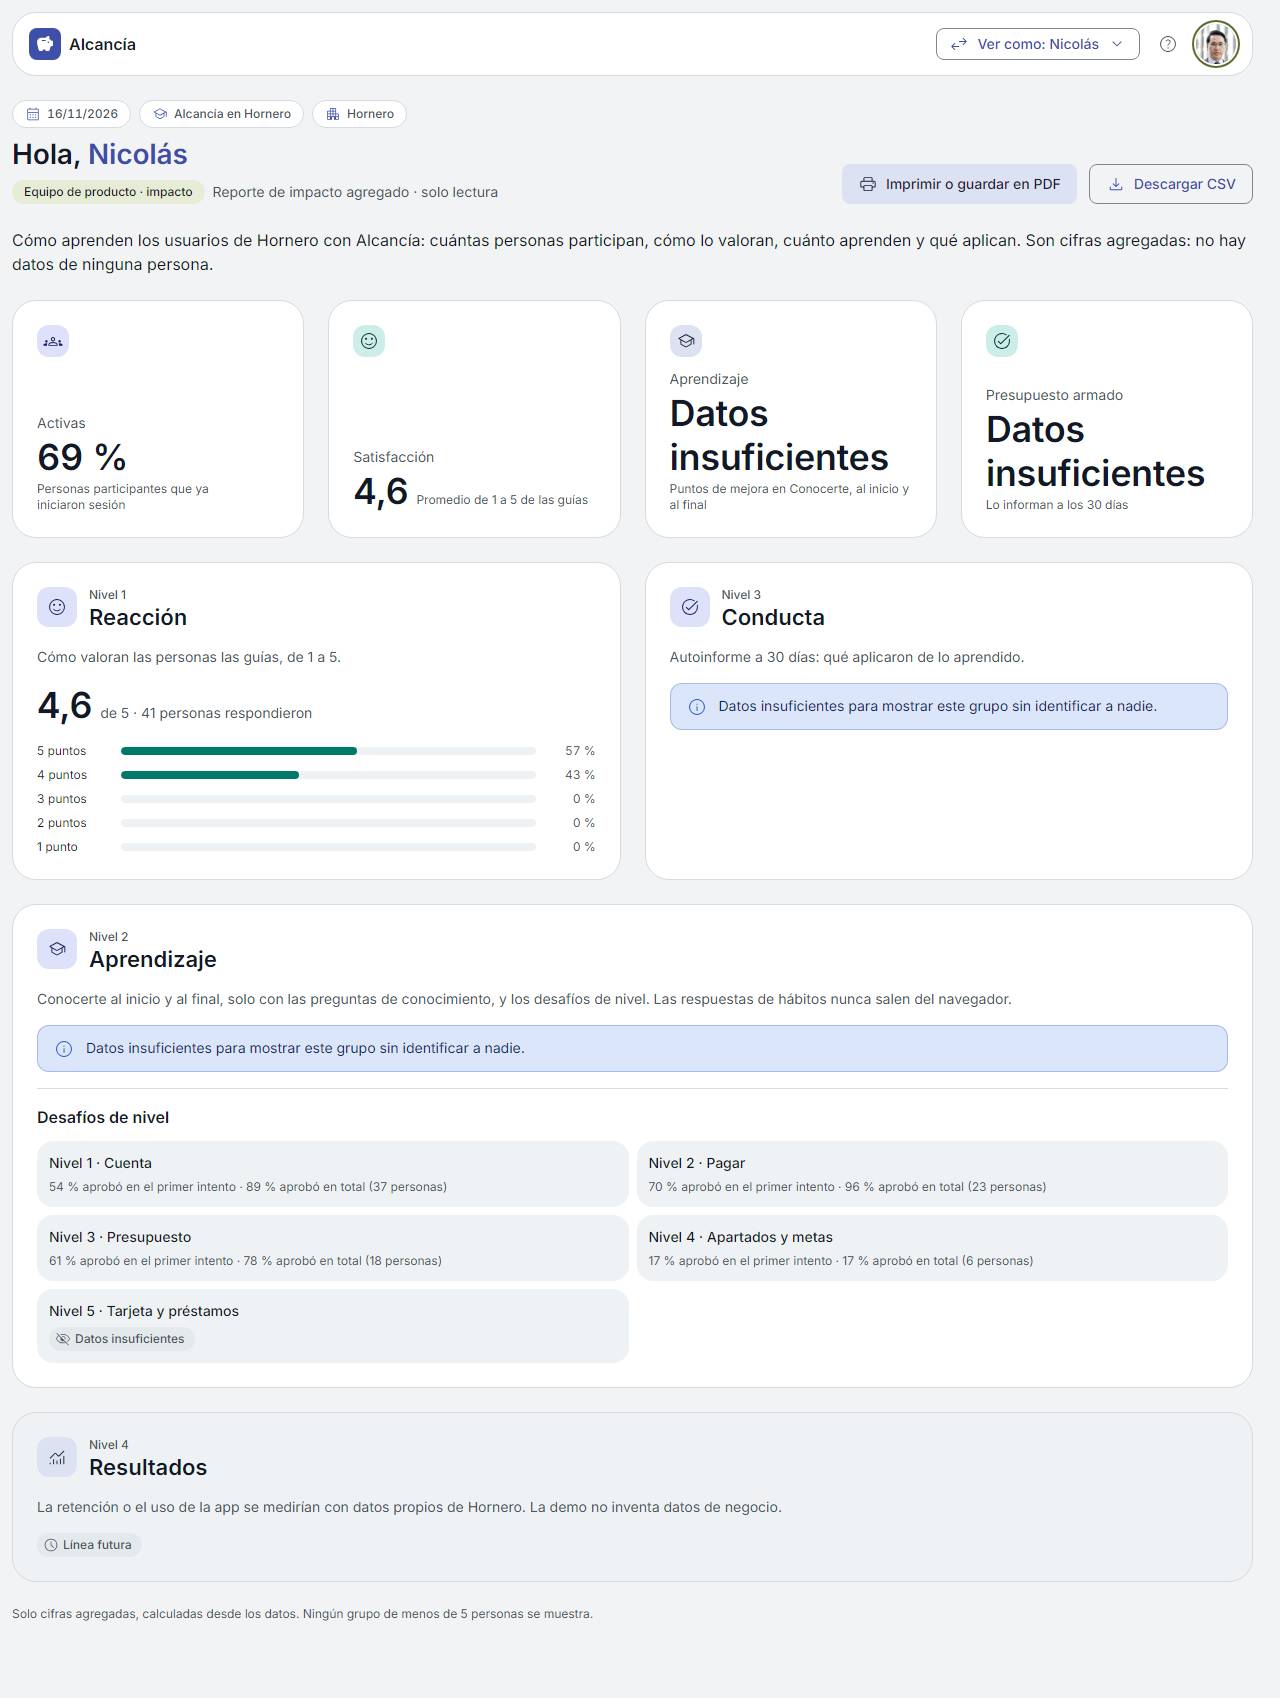 Alcancía
Ver como: Nicolás
16/11/2026
Alcancía en Hornero
Hornero
Hola, Nicolás
Equipo de producto · impacto
Reporte de impacto agregado · solo lectura
Imprimir o guardar en PDF
Descargar CSV
Cómo aprenden los usuarios de Hornero con Alcancía: cuántas personas participan, cómo lo valoran, cuánto aprenden y qué aplican. Son cifras agregadas: no hay
datos de ninguna persona.
Activas
69 %
Personas participantes que ya
iniciaron sesión
Satisfacción
4,6 Promedio de 1 a 5 de las guías
Aprendizaje
Datos
insuficientes
Puntos de mejora en Conocerte, al inicio y
al final
Presupuesto armado
Datos
insuficientes
Lo informan a los 30 días
Nivel 1
Reacción
Cómo valoran las personas las guías, de 1 a 5.
4,6 de 5 · 41 personas respondieron
5 puntos 57 %
4 puntos 43 %
3 puntos 0 %
2 puntos 0 %
1 punto 0 %
Nivel 3
Conducta
Autoinforme a 30 días: qué aplicaron de lo aprendido.
Datos insuficientes para mostrar este grupo sin identificar a nadie.
Nivel 2
Aprendizaje
Conocerte al inicio y al final, solo con las preguntas de conocimiento, y los desafíos de nivel. Las respuestas de hábitos nunca salen del navegador.
Datos insuficientes para mostrar este grupo sin identificar a nadie.
Desafíos de nivel
Nivel 1 · Cuenta
54 % aprobó en el primer intento · 89 % aprobó en total (37 personas)
Nivel 2 · Pagar
70 % aprobó en el primer intento · 96 % aprobó en total (23 personas)
Nivel 3 · Presupuesto
61 % aprobó en el primer intento · 78 % aprobó en total (18 personas)
Nivel 4 · Apartados y metas
17 % aprobó en el primer intento · 17 % aprobó en total (6 personas)
Nivel 5 · Tarjeta y préstamos
Datos insuficientes
Nivel 4
Resultados
La retención o el uso de la app se medirían con datos propios de Hornero. La demo no inventa datos de negocio.
Línea futura
Solo cifras agregadas, calculadas desde los datos. Ningún grupo de menos de 5 personas se muestra.